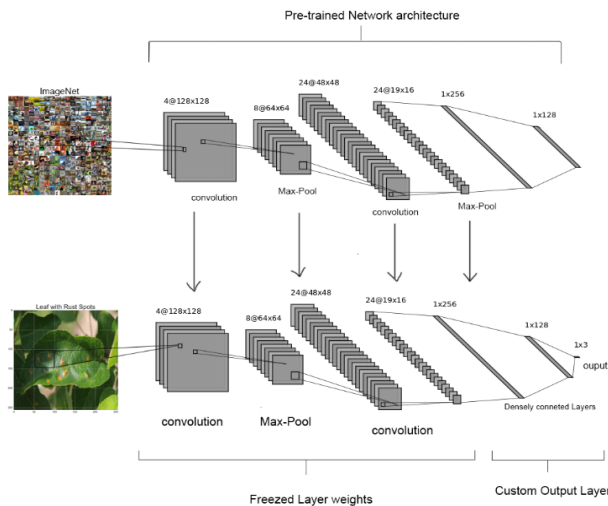 Pre-trained Network architecture
ImageNet
4@128x128
8@64x64
24@48x48
24@19x16
1x256
1x128
convolution
Max-Pool
convolution
Max-Pool
Leaf with Rust Spots
4@128x128
8@64x64
24@48x48
24@19x16
1x256
1x128
1x3
ouput
convolution
Max-Pool
convolution
Densely conneted Layers
Freezed Layer weights
Custom Output Layer